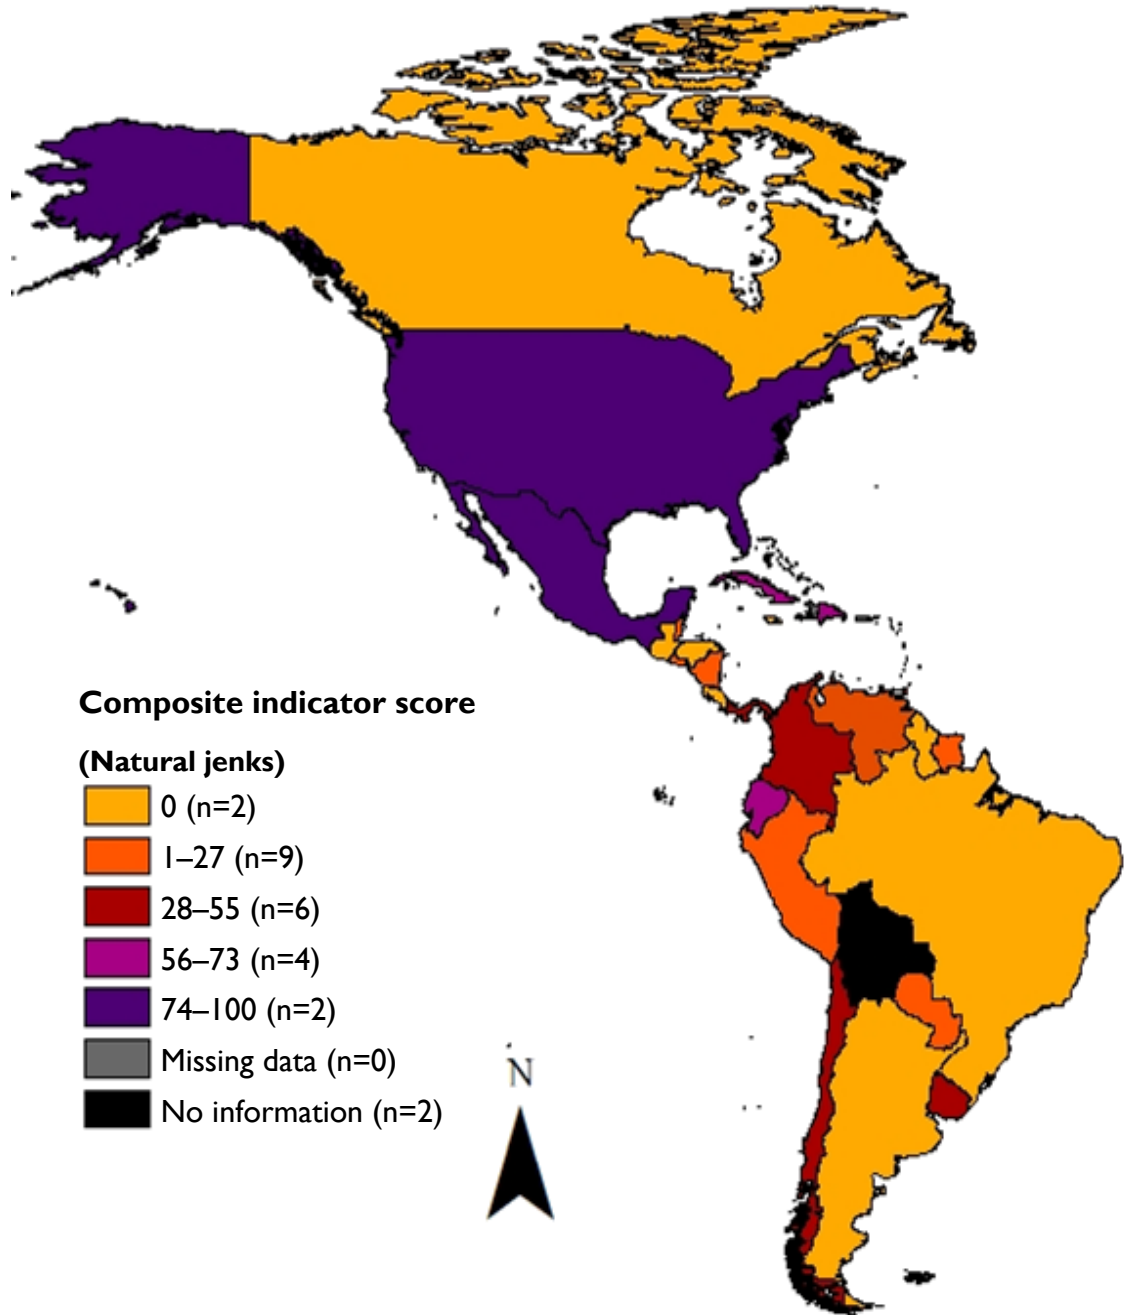 Composite indicator score
(Natural jenks)
0 (n=2)
1–27 (n=9)
28–55 (n=6)
56–73 (n=4)
74–100 (n=2)
Missing data (n=0)
No information (n=2)
N